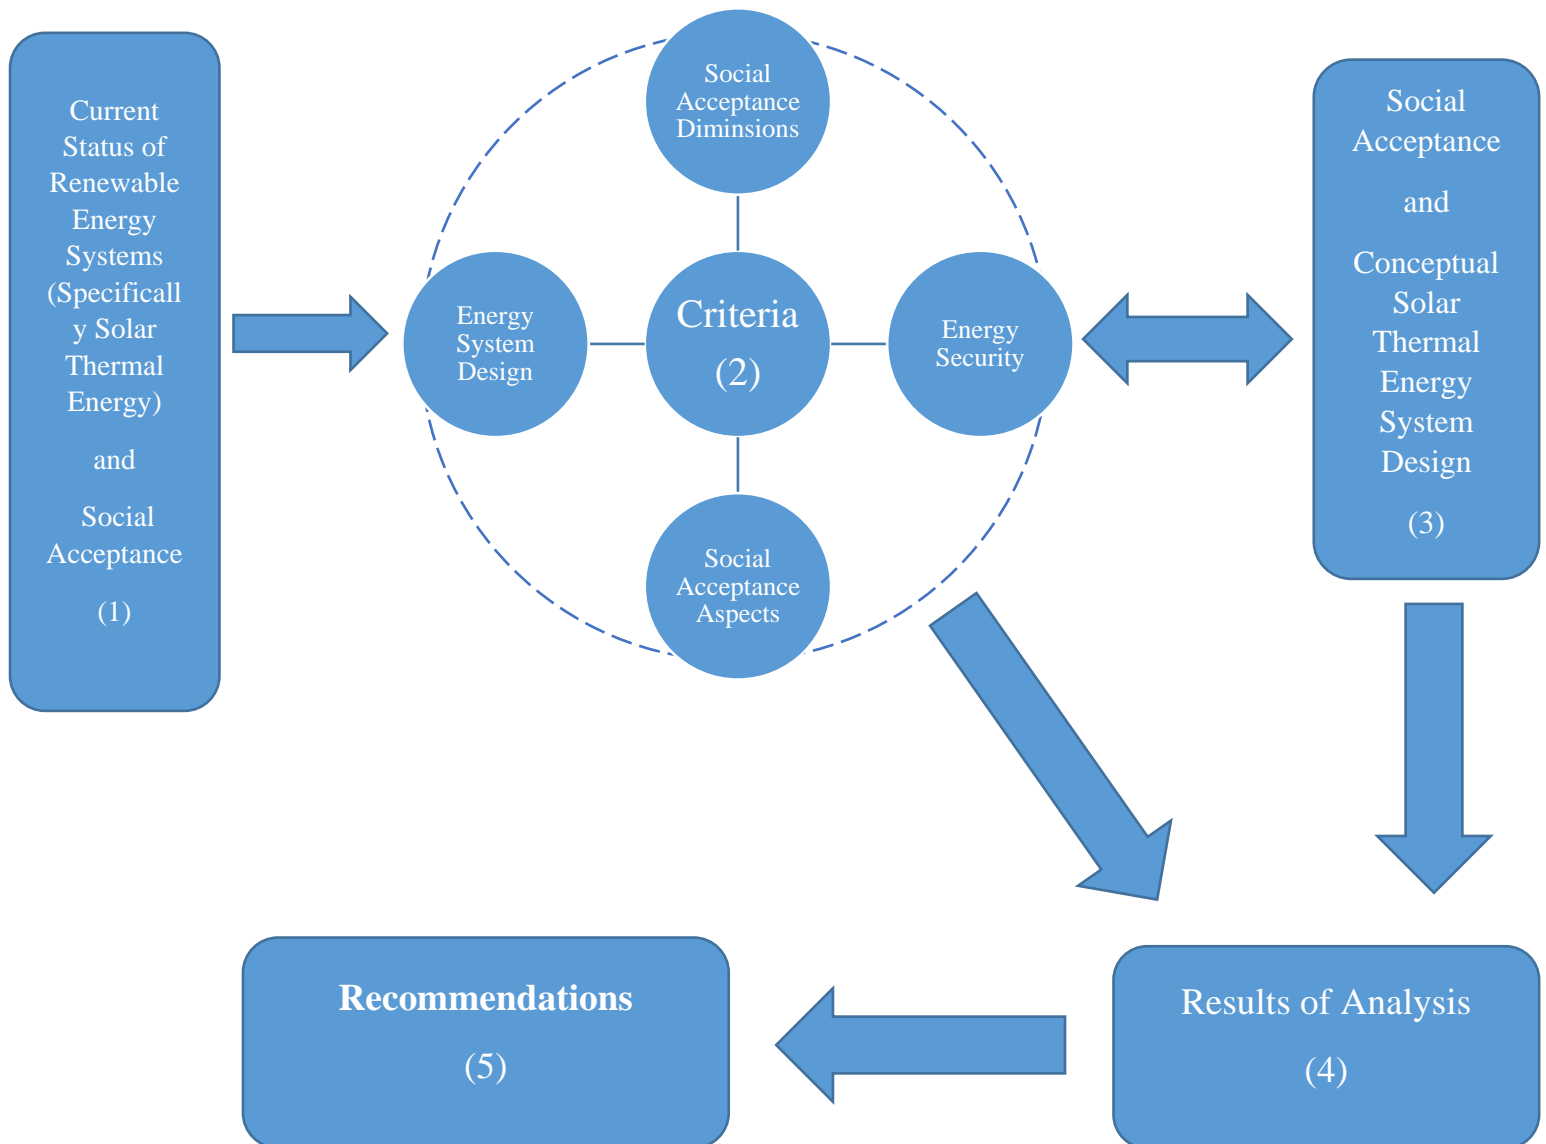 Current
Status of
Renewable
Energy
Systems
(Specificall
y Solar
Thermal
Energy)
and
Social
Acceptance
(1)
Social
Acceptance
Diminsions
Energy
System
Design
Criteria
(2)
Energy
Security
Social
Acceptance
Aspects
Social
Acceptance
and
Conceptual
Solar
Thermal
Energy
System
Design
(3)
Results of Analysis
(4)
Recommendations
(5)